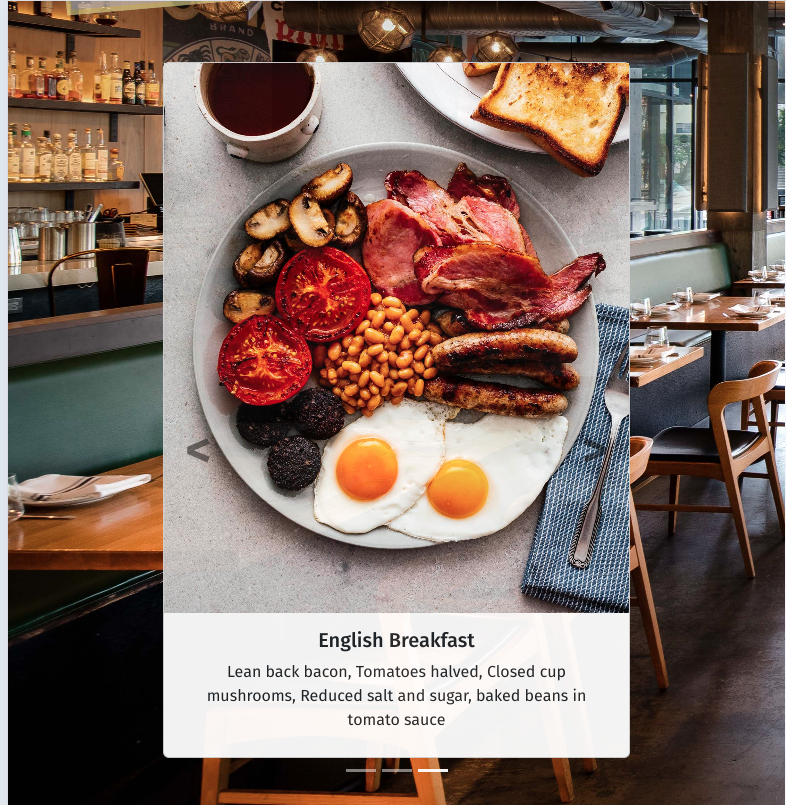 BRAND
<
>
English Breakfast
Lean back bacon, Tomatoes halved, Closed cup
mushrooms, Reduced salt and sugar, baked beans in
tomato sauce